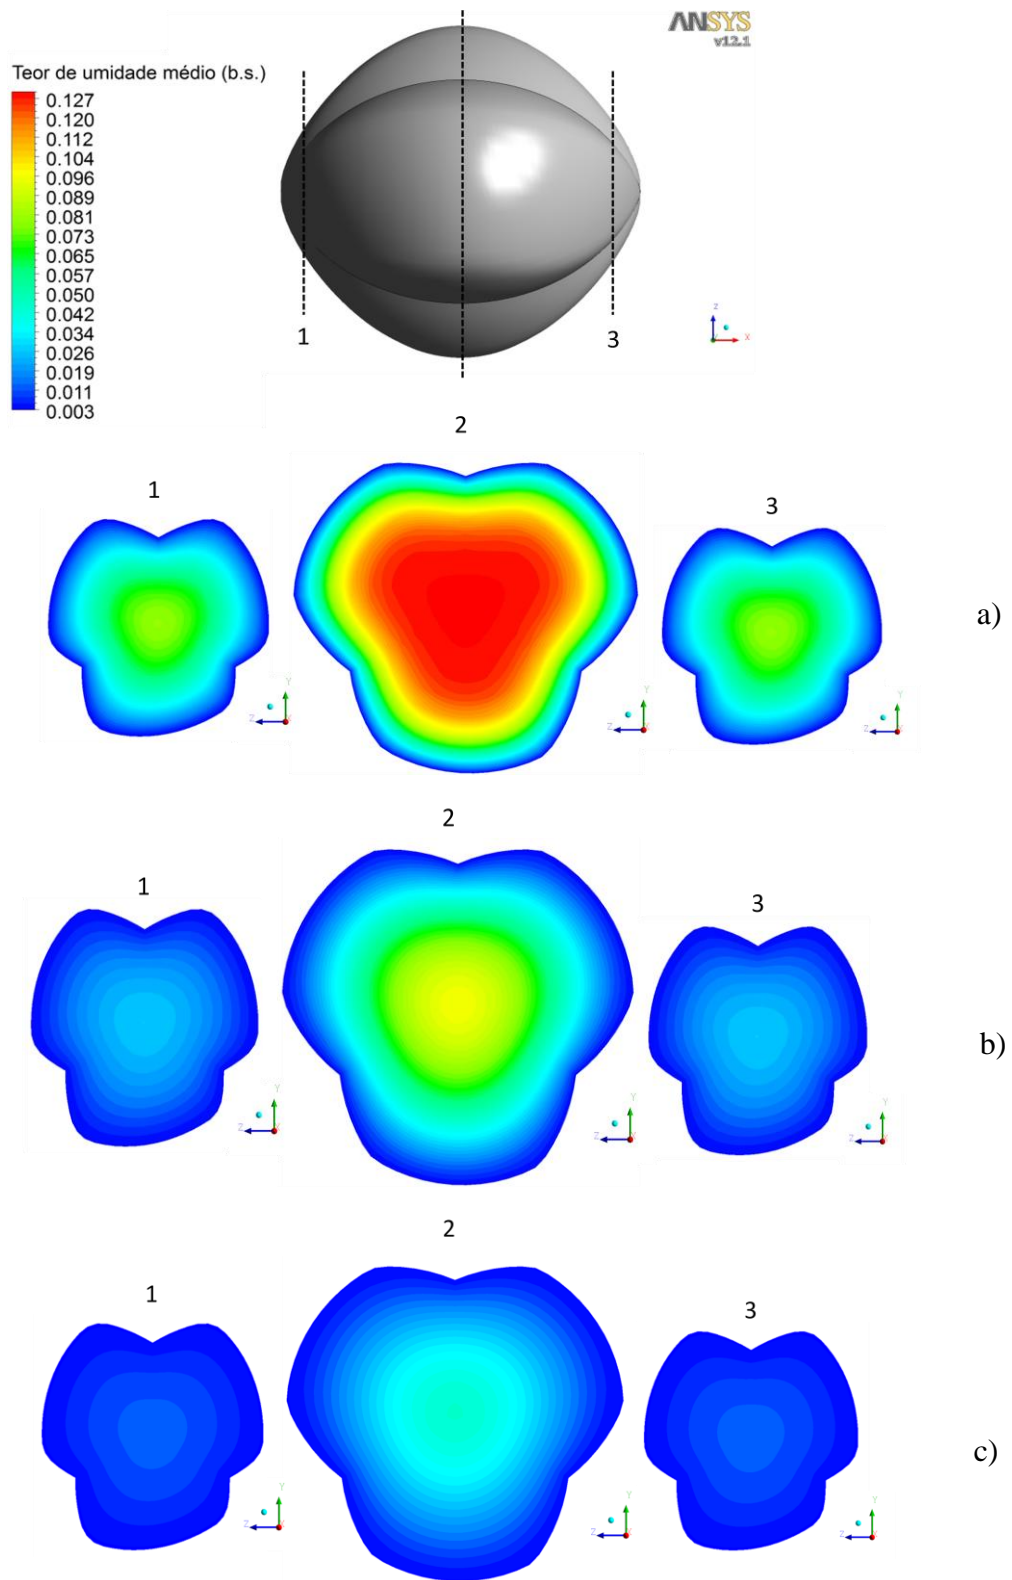 ANSYS
v12.1
Teor de umidade médio (b.s.)
0.127
0.120
0.112
0.104
0.096
0.089
0.081
0.073
0.065
0.057
0.050
0.042
0.034
0.026
0.019
0.011
0.003
z
x
1
3
2
1
3
a)
Y
Z
Y
Z
Y
Z
2
1
3
b)
Y
Z
Y
Z
Y
Z
2
1
3
c)
Y
Z
Y
Z
Y
Z